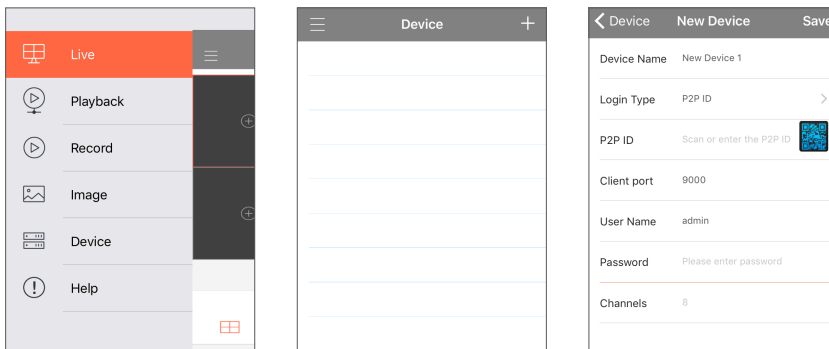 Live
Playback
Record
Image
Device
Help
Device
Device New Device Save
Device Name New Device 1
Login Type P2P ID
P2P ID Scan or enter the P2P ID
Client port 9000
User Name admin
Password Please enter password
Channels 8